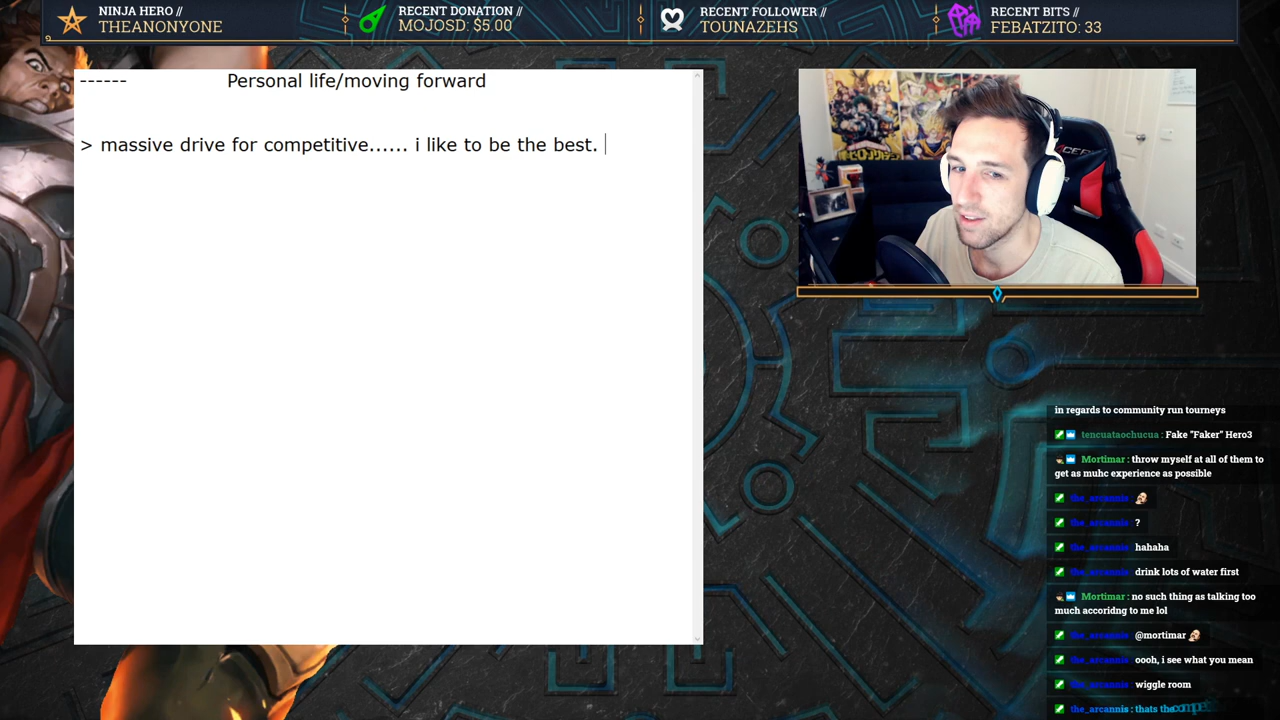 NINJA HERO //
THEANONYONE
RECENT DONATION //
MOJOSD: $5.00
RECENT FOLLOWER //
TOUNAZEHS
RECENT BITS //
FEBATZITO: 33
------ Personal life/moving forward
> massive drive for competitive...... i like to be the best.
in regards to community run tourneys
tencuataochucua : Fake "Faker" Hero3
Mortimar : throw myself at all of them to
get as muhc experience as possible
the_arcannis :
the_arcannis : ?
the_arcannis : hahaha
the_arcannis : drink lots of water first
Mortimar : no such thing as talking too
much accoridng to me lol
the_arcannis : @mortimar
the_arcannis : oooh, i see what you mean
the_arcannis : wiggle room
the_arcannis : thats the